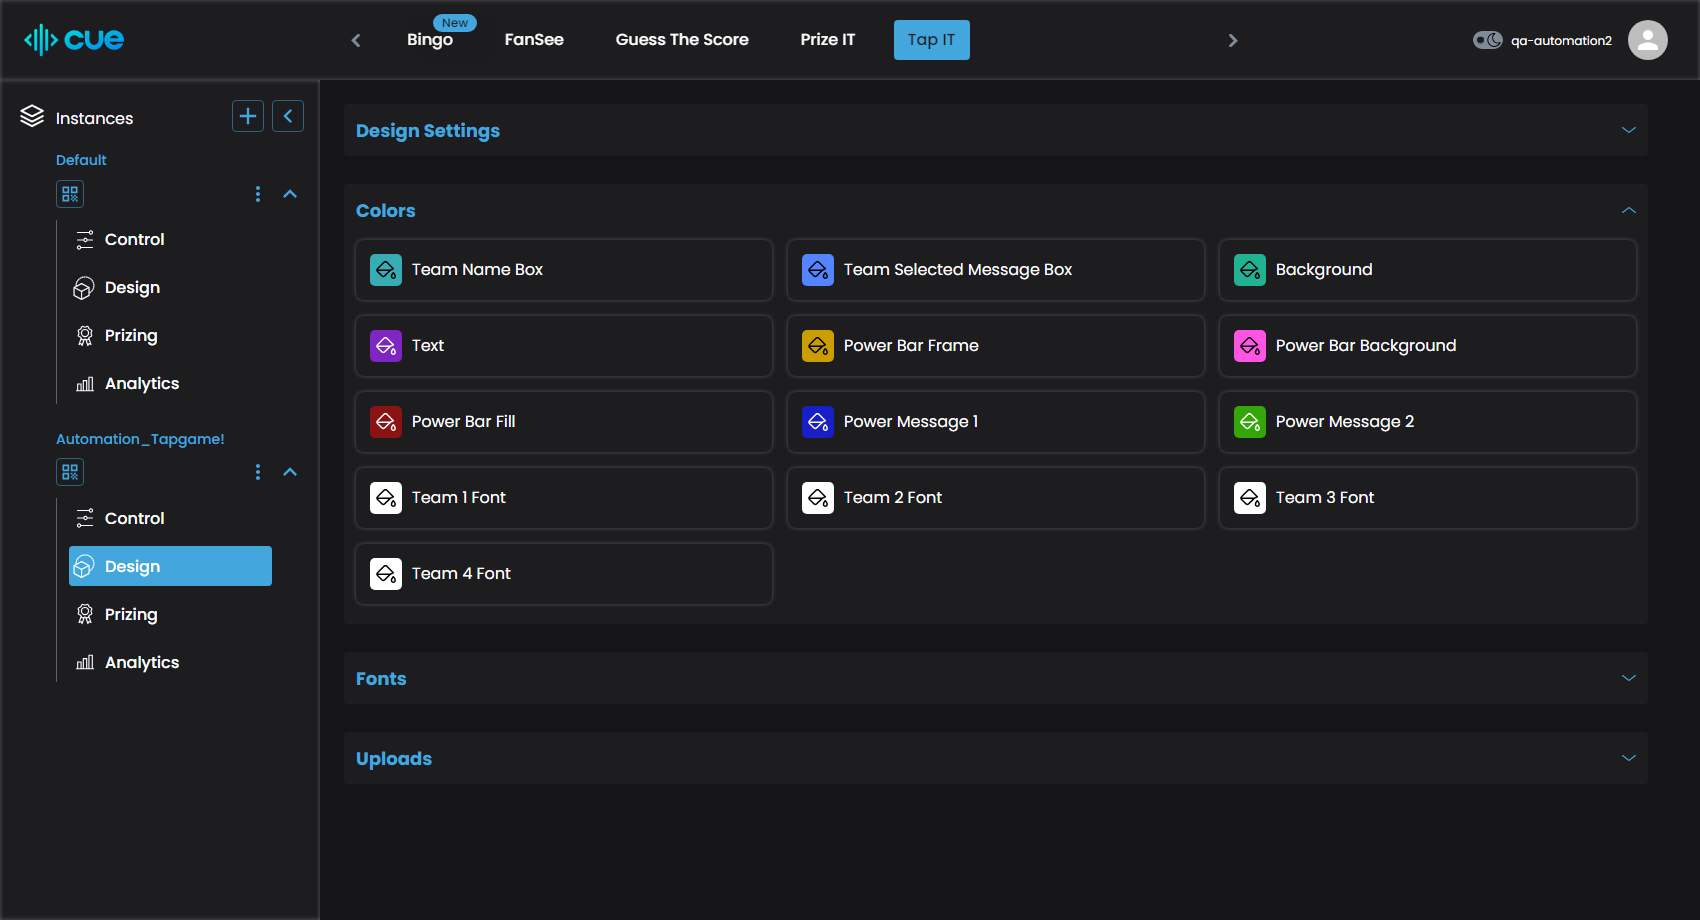 cue
New
Bingo
FanSee
Guess The Score
Prize IT
Tap IT
qa-automation2
Instances
Default
Control
Design
Prizing
Analytics
Automation_Tapgame!
Control
Design
Prizing
Analytics
Design Settings
Colors
Team Name Box
Team Selected Message Box
Background
Text
Power Bar Frame
Power Bar Background
Power Bar Fill
Power Message 1
Power Message 2
Team 1 Font
Team 2 Font
Team 3 Font
Team 4 Font
Fonts
Uploads